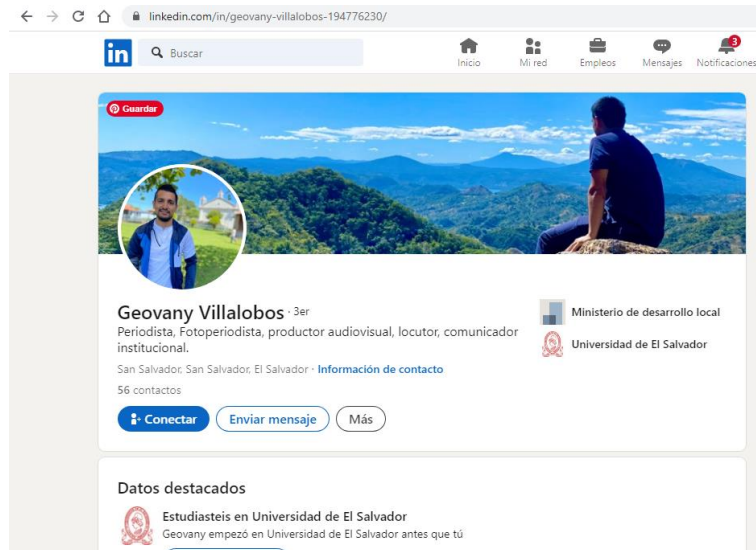 linkedin.com/in/geovany-villalobos-194776230/
in
Buscar
Inicio
Mi red
Empleos
Mensajes
3
Notificaciones
Guardar
Geovany Villalobos · 3er
Periodista, Fotoperiodista, productor audiovisual, locutor, comunicador
institucional.
San Salvador, San Salvador, El Salvador · Información de contacto
56 contactos
Conectar
Enviar mensaje
Más
Ministerio de desarrollo local
Universidad de El Salvador
Datos destacados
Estudiasteis en Universidad de El Salvador
Geovany empezó en Universidad de El Salvador antes que tú